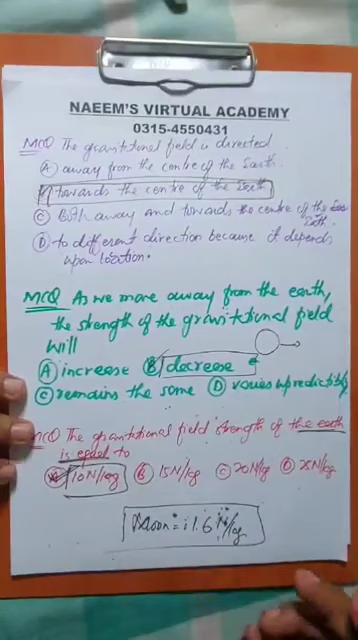 NAEEM'S VIRTUAL ACADEMY
0315-4550431
MCQ The gravitational field is directed
(A) away from the centre of the Earth.
towards the centre of the Earth
(C) Both away and towards the centre of the
Earth.
(D) to different direction because it depends
upon location.
MCQ As we move away from the earth,
the strength of the gravitational field
will
(A) increase (B) decrease
(C) remains the same (D) varies
MCQ The gravitational field strength of the earth
is equal to
(A) 10N/kg (B) 15N/kg (C) 20N/kg (D) 25N/kg
Moon = 1.6 N/kg